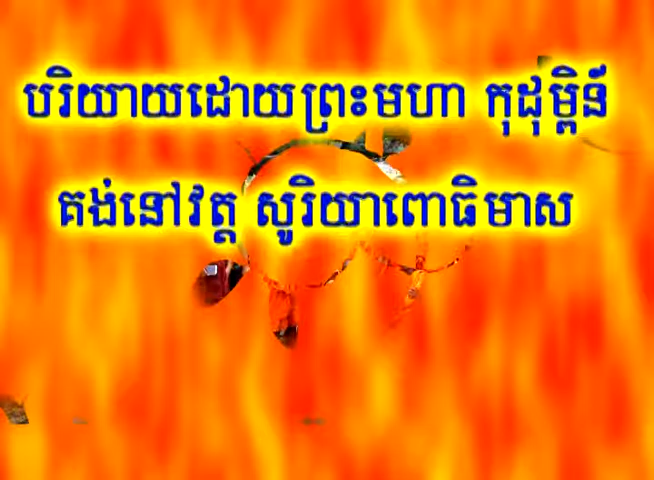 បរិយាយដោយព្រះមហា កុដុម្ពិន៍
គង់នៅវត្ត សូរិយាពោធិមាស